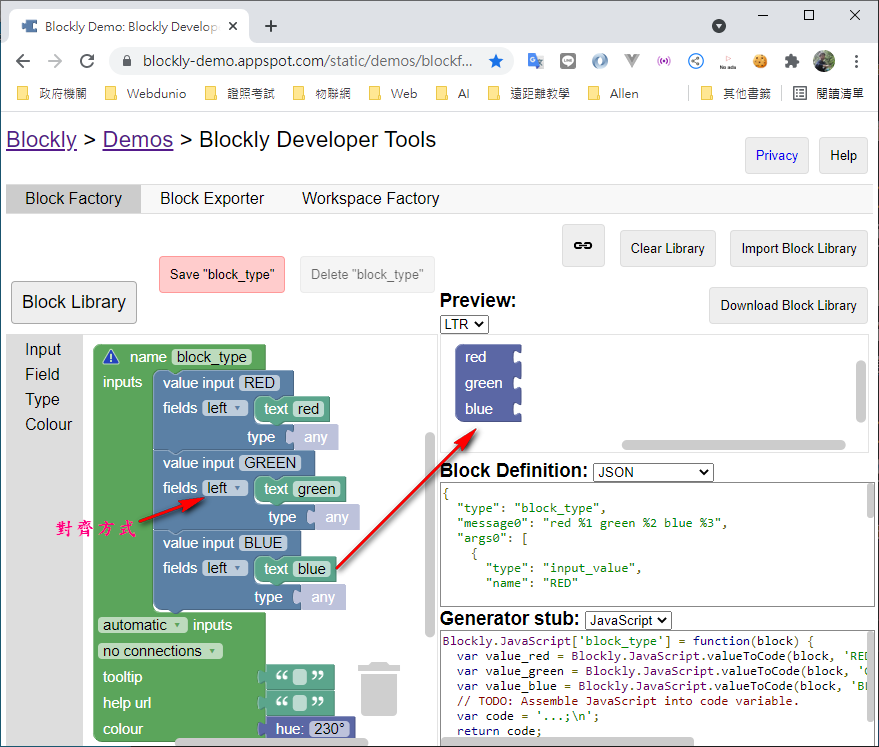 Blockly Demo: Blockly Develope
blockly-demo.appspot.com/static/demos/blockf...
LINE
No ads
政府機關
Webdunio
證照考試
物聯網
Web
AI
遠距離教學
Allen
其他書籤
閱讀清單
Blockly > Demos > Blockly Developer Tools
Privacy
Help
Block Factory
Block Exporter
Workspace Factory
Clear Library
Import Block Library
Save "block_type"
Delete "block_type"
Block Library
Preview:
Download Block Library
LTR
Input
Field
Type
Colour
name block_type
inputs
value input RED
fields left text red
type any
value input GREEN
fields left text green
type any
value input BLUE
fields left text blue
type any
automatic inputs
no connections
tooltip “ ”
help url “ ”
colour hue: 230°
對齊方式
red
green
blue
Block Definition: JSON
{
"type": "block_type",
"message0": "red %1 green %2 blue %3",
"args0": [
{
"type": "input_value",
"name": "RED"
Generator stub: JavaScript
Blockly.JavaScript['block_type'] = function(block) {
var value_red = Blockly.JavaScript.valueToCode(block, 'RED
var value_green = Blockly.JavaScript.valueToCode(block, '
var value_blue = Blockly.JavaScript.valueToCode(block, 'BL
// TODO: Assemble JavaScript into code variable.
var code = '...;\n';
return code;